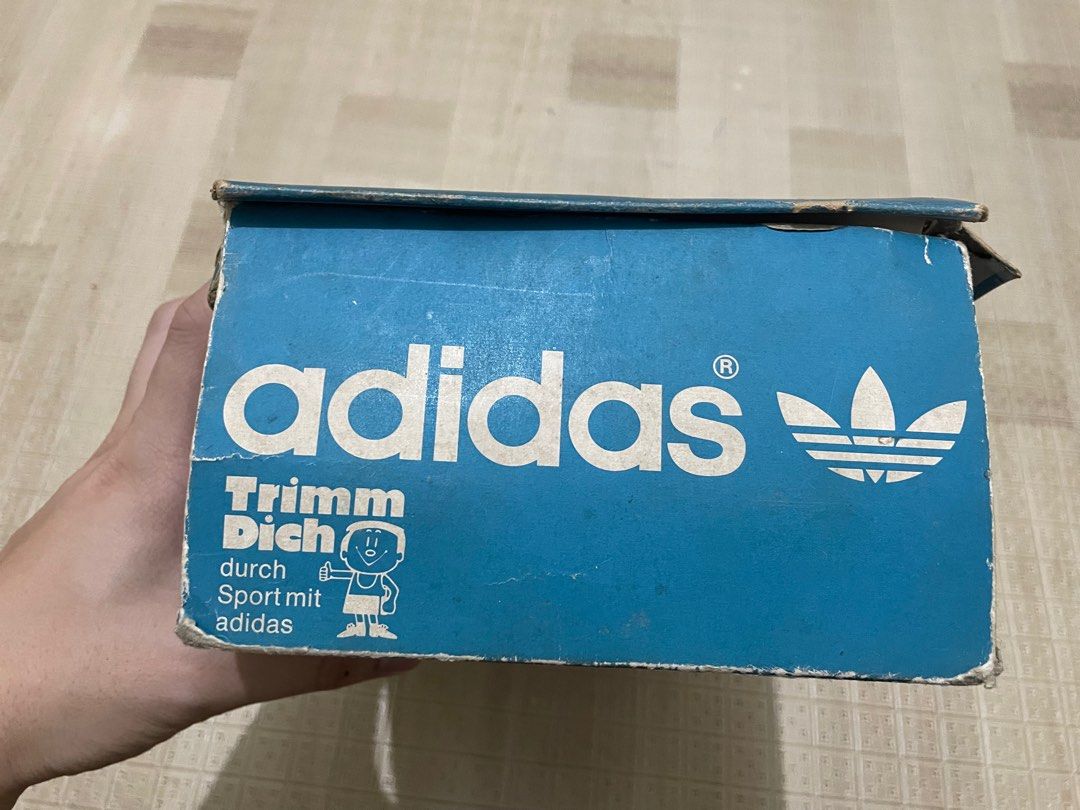 adidas®
Trimm
Dich
durch
Sport mit
adidas